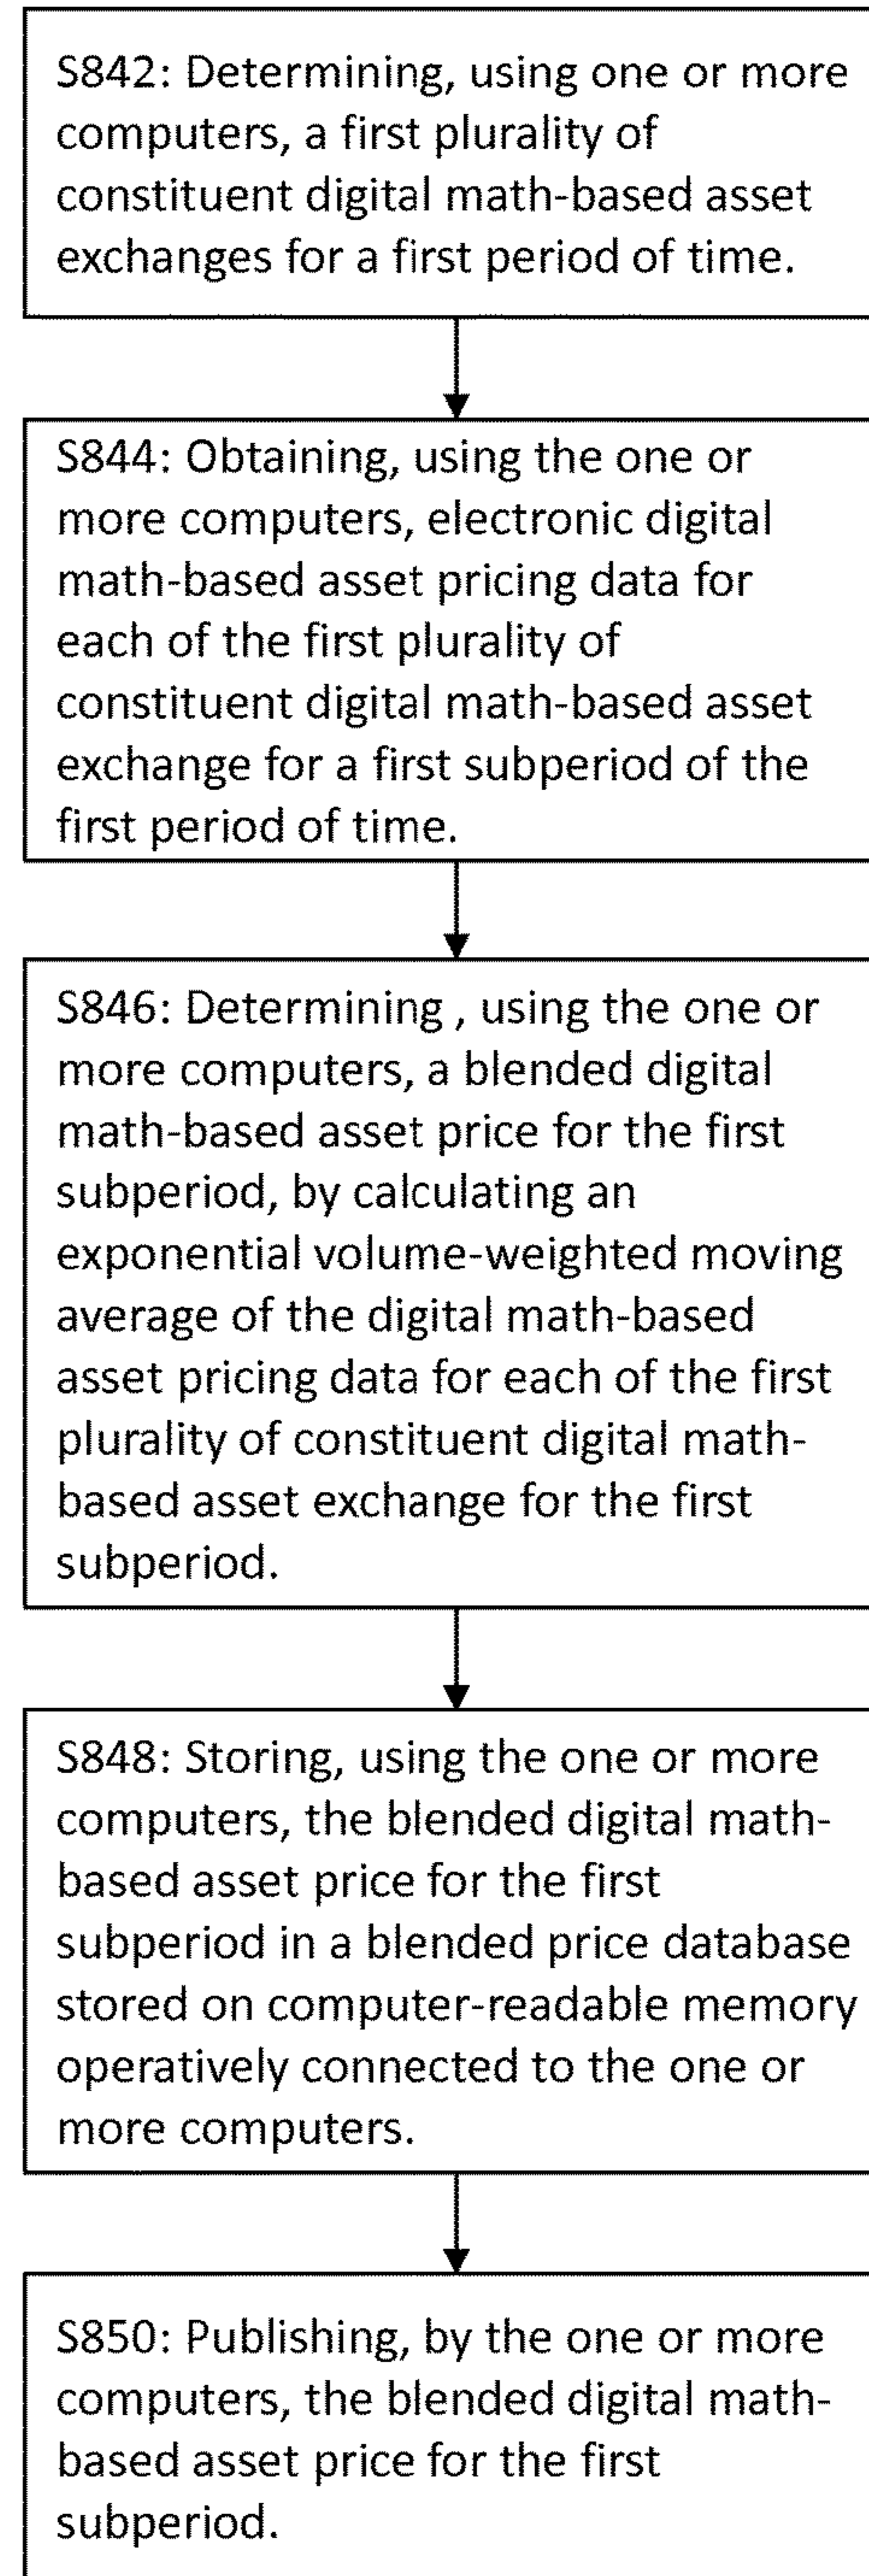 S842: Determining, using one or more
computers, a first plurality of
constituent digital math-based asset
exchanges for a first period of time.
S844: Obtaining, using the one or
more computers, electronic digital
math-based asset pricing data for
each of the first plurality of
constituent digital math-based asset
exchange for a first subperiod of the
first period of time.
S846: Determining , using the one or
more computers, a blended digital
math-based asset price for the first
subperiod, by calculating an
exponential volume-weighted moving
average of the digital math-based
asset pricing data for each of the first
plurality of constituent digital math-
based asset exchange for the first
subperiod.
S848: Storing, using the one or more
computers, the blended digital math-
based asset price for the first
subperiod in a blended price database
stored on computer-readable memory
operatively connected to the one or
more computers.
S850: Publishing, by the one or more
computers, the blended digital math-
based asset price for the first
subperiod.